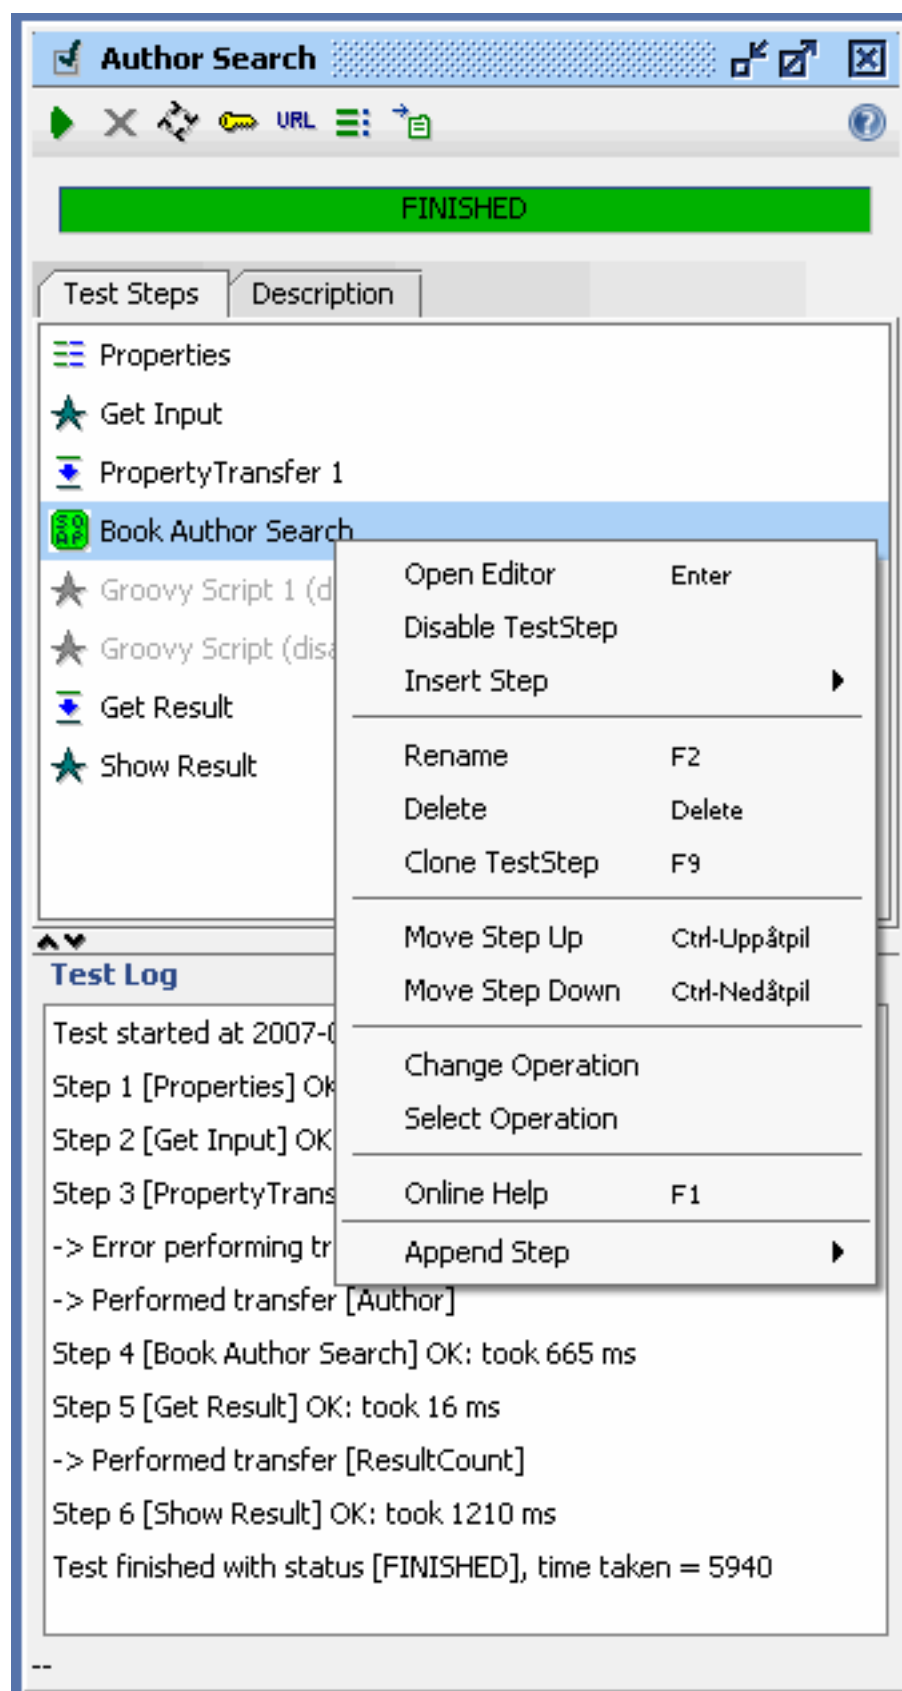 Author Search
URL
FINISHED
Test Steps
Description
Properties
Get Input
PropertyTransfer 1
SOAP Book Author Search
Groovy Script 1
Groovy Script
Get Result
Show Result
Open Editor Enter
Disable TestStep
Insert Step
Rename F2
Delete Delete
Clone TestStep F9
Move Step Up Ctrl-Uppåtpil
Move Step Down Ctrl-Nedåtpil
Change Operation
Select Operation
Online Help F1
Append Step
Test Log
Test started at 2007-
Step 1 [Properties] OK
Step 2 [Get Input] OK
Step 3 [PropertyTrans
-> Error performing tr
-> Performed transfer [Author]
Step 4 [Book Author Search] OK: took 665 ms
Step 5 [Get Result] OK: took 16 ms
-> Performed transfer [ResultCount]
Step 6 [Show Result] OK: took 1210 ms
Test finished with status [FINISHED], time taken = 5940
--